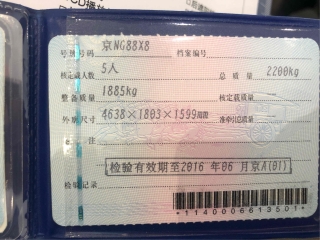 号牌号码 京NG88X8 档案编号
核定载人数 5人 总质量 2200kg
整备质量 1885kg 核定载质量
外廓尺寸 4638×1803×1599mm 准牵引总质量
备注
检验有效期至2016年06月京A(01)
检验记录
*1140006613501*